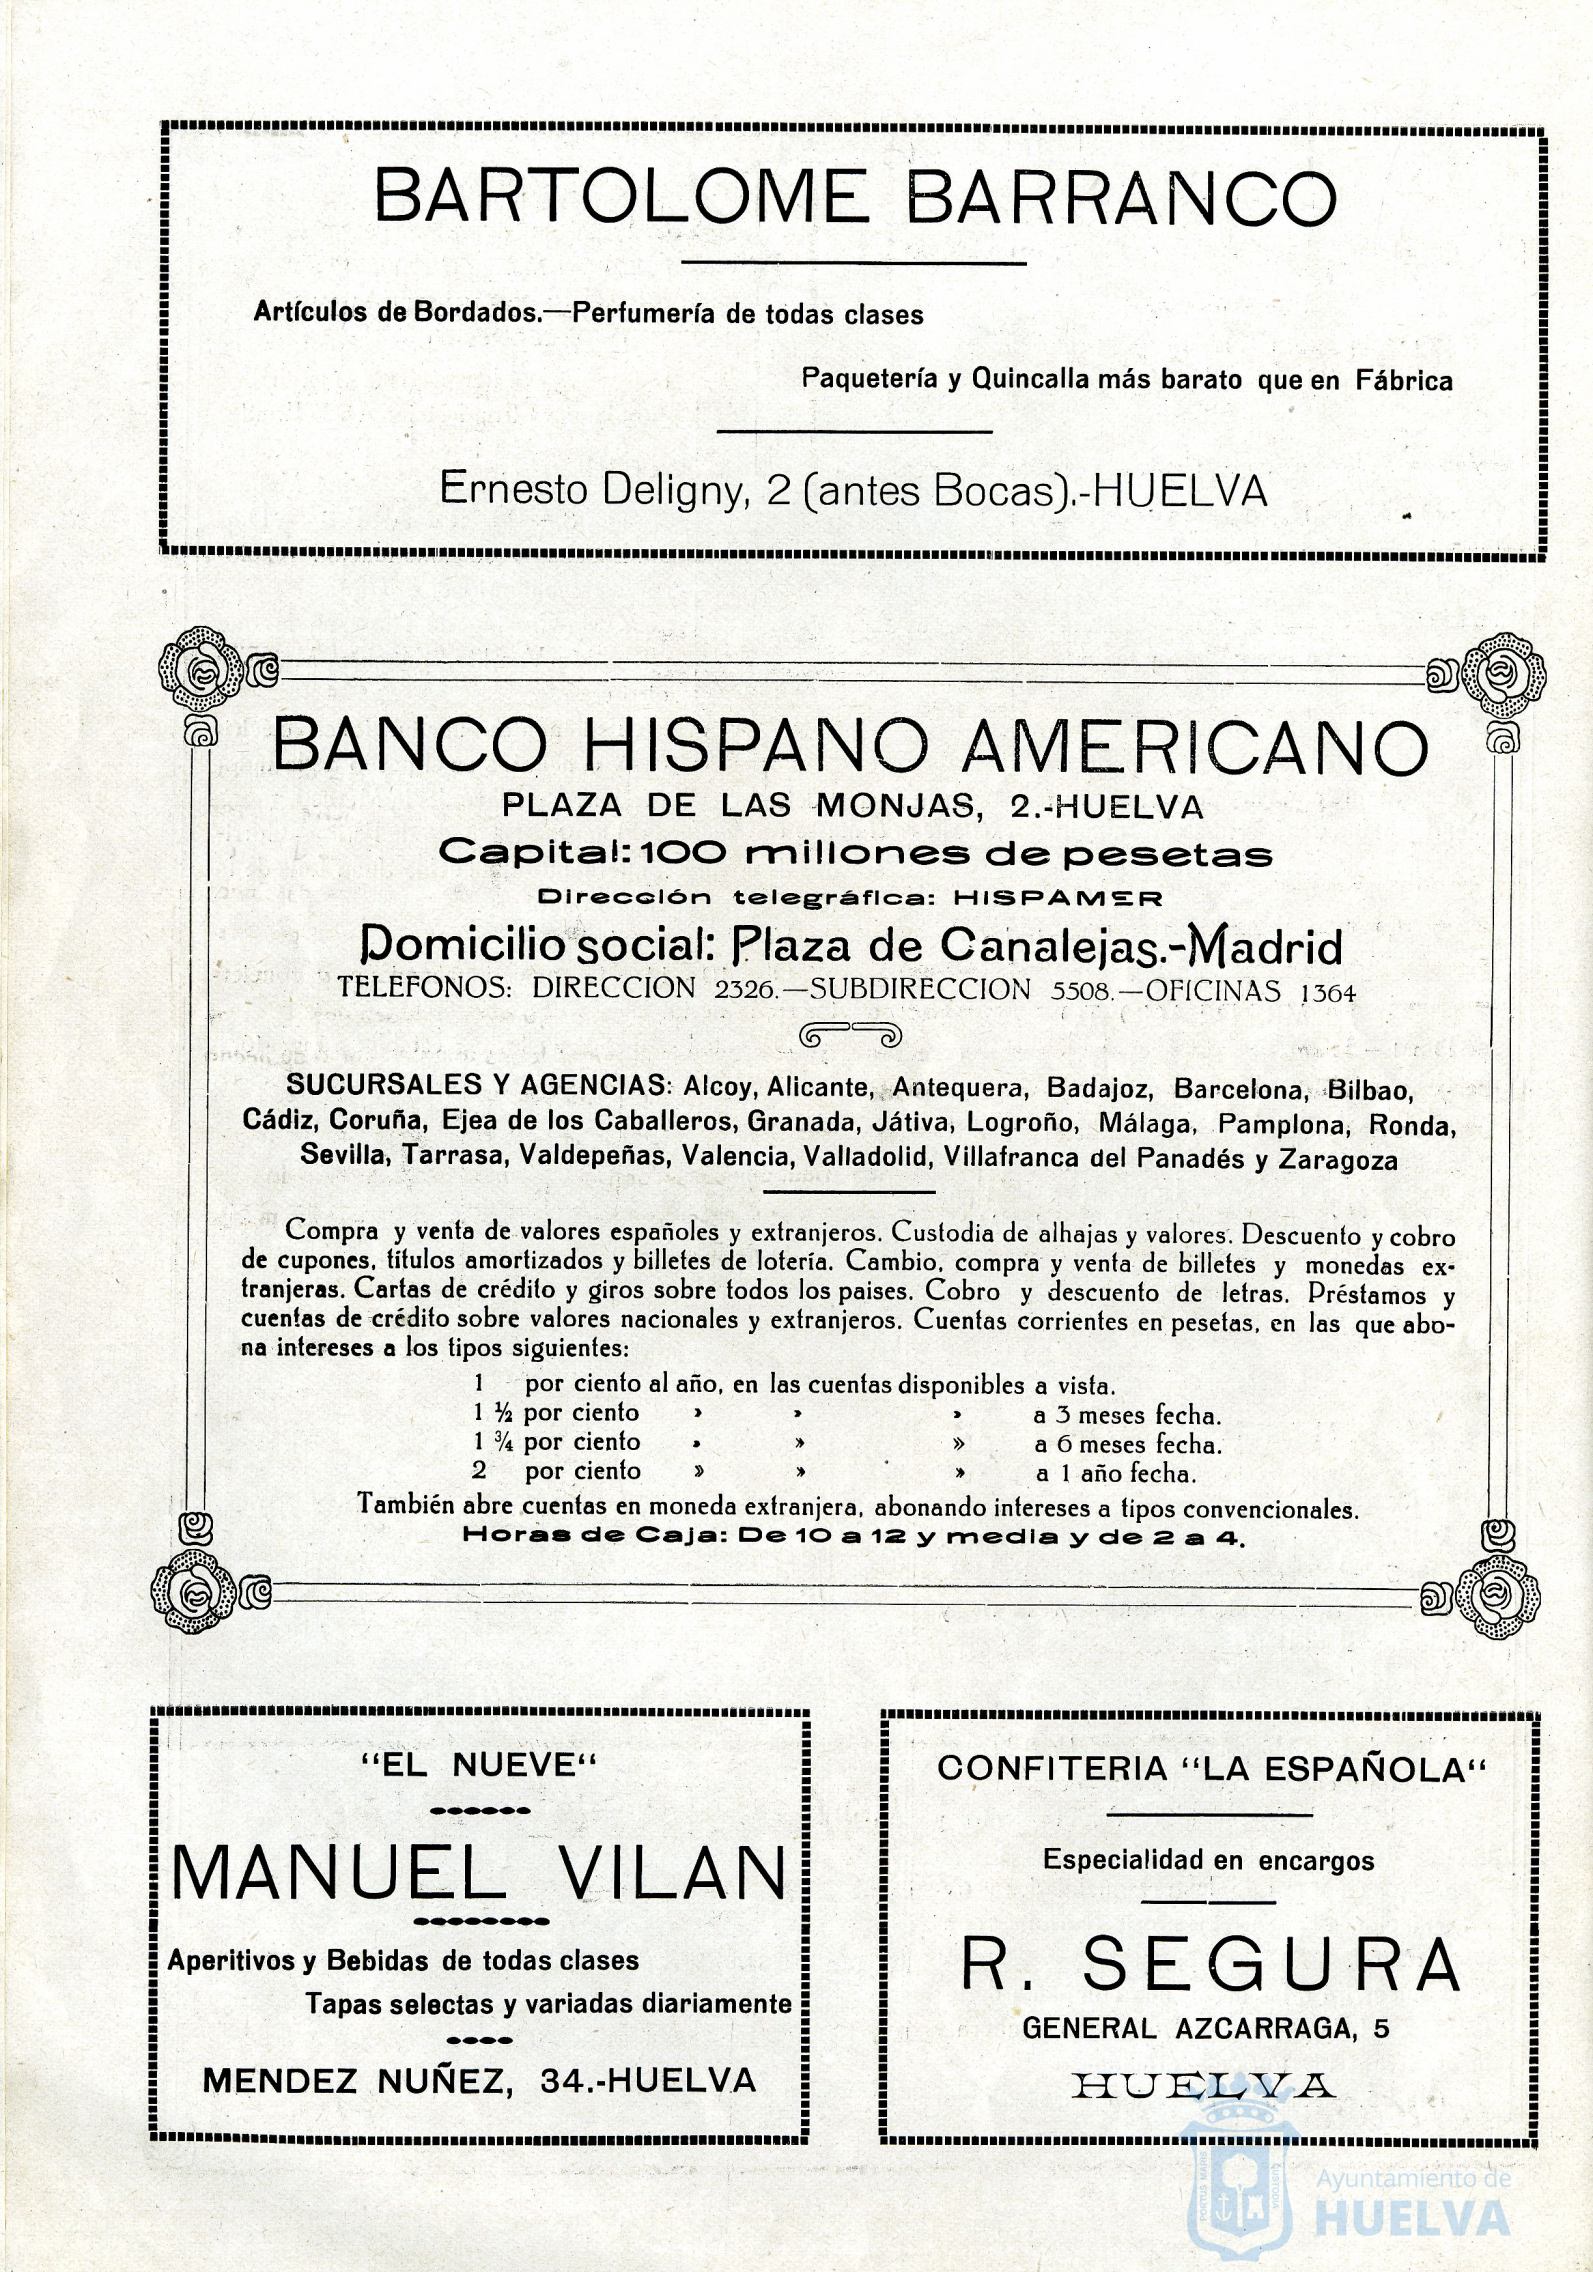 BARTOLOME BARRANCO
Artículos de Bordados.—Perfumería de todas clases
Paquetería y Quincalla más barato que en Fábrica
Ernesto Deligny, 2 (antes Bocas).-HUELVA
BANCO HISPANO AMERICANO
PLAZA DE LAS MONJAS, 2.-HUELVA
Capital: 100 millones de pesetas
Dirección telegráfica: HISPAMER
Domicilio social: Plaza de Canalejas.-Madrid
TELEFONOS: DIRECCION 2326.—SUBDIRECCION 5508.—OFICINAS 1364
SUCURSALES Y AGENCIAS: Alcoy, Alicante, Antequera, Badajoz, Barcelona, Bilbao,
Cádiz, Coruña, Ejea de los Caballeros, Granada, Játiva, Logroño, Málaga, Pamplona, Ronda,
Sevilla, Tarrasa, Valdepeñas, Valencia, Valladolid, Villafranca del Panadés y Zaragoza
Compra y venta de valores españoles y extranjeros. Custodia de alhajas y valores. Descuento y cobro
de cupones, títulos amortizados y billetes de lotería. Cambio, compra y venta de billetes y monedas ex-
tranjeras. Cartas de crédito y giros sobre todos los paises. Cobro y descuento de letras. Préstamos y
cuentas de crédito sobre valores nacionales y extranjeros. Cuentas corrientes en pesetas, en las que abo-
na intereses a los tipos siguientes:
1 por ciento al año, en las cuentas disponibles a vista.
1 ½ por ciento › › › a 3 meses fecha.
1 ¾ por ciento › » » a 6 meses fecha.
2 por ciento » » » a 1 año fecha.
También abre cuentas en moneda extranjera, abonando intereses a tipos convencionales.
Horas de Caja: De 10 a 12 y media y de 2 a 4.
“EL NUEVE“
MANUEL VILAN
Aperitivos y Bebidas de todas clases
Tapas selectas y variadas diariamente
MENDEZ NUÑEZ, 34.-HUELVA
CONFITERIA “LA ESPAÑOLA“
Especialidad en encargos
R. SEGURA
GENERAL AZCARRAGA, 5
HUELVA
PORTUS MARIS
CUSTODIA
Ayuntamiento de
HUELVA